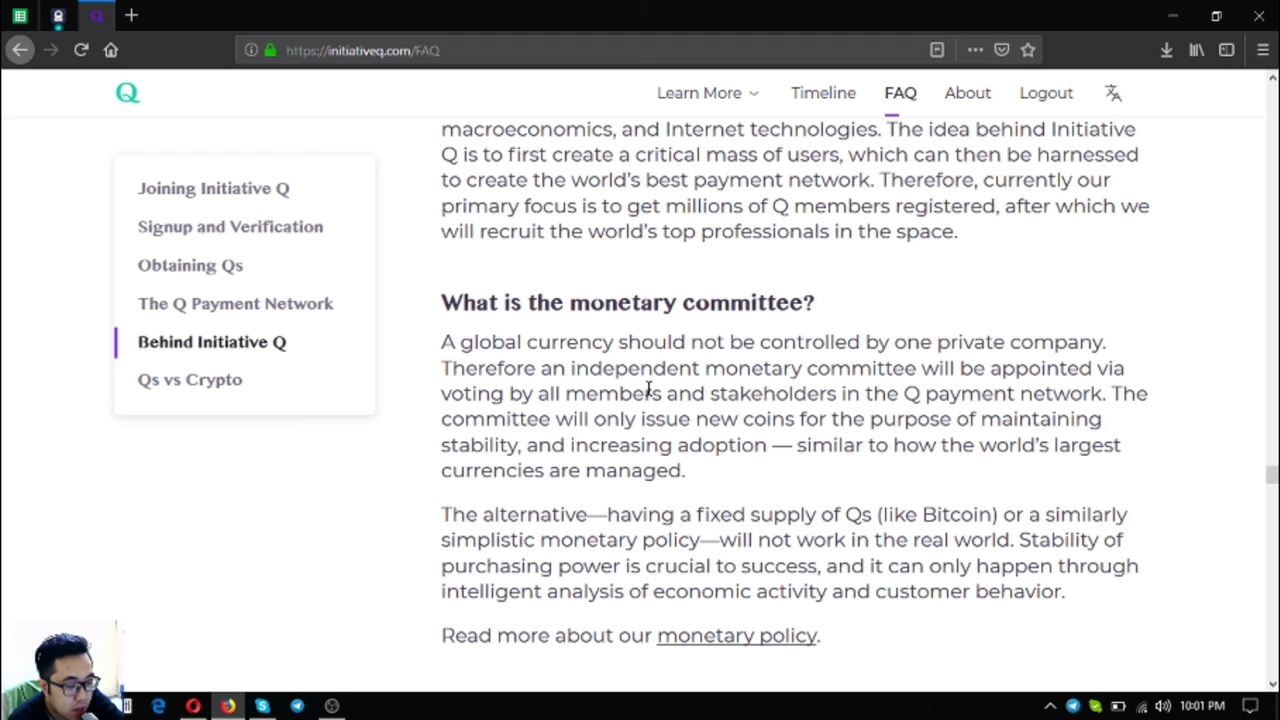 https://initiativeq.com/FAQ
Q
Learn More
Timeline
FAQ
About
Logout
Joining Initiative Q
Signup and Verification
Obtaining Qs
The Q Payment Network
Behind Initiative Q
Qs vs Crypto
macroeconomics, and Internet technologies. The idea behind Initiative
Q is to first create a critical mass of users, which can then be harnessed
to create the world's best payment network. Therefore, currently our
primary focus is to get millions of Q members registered, after which we
will recruit the world's top professionals in the space.
What is the monetary committee?
A global currency should not be controlled by one private company.
Therefore an independent monetary committee will be appointed via
voting by all members and stakeholders in the Q payment network. The
committee will only issue new coins for the purpose of maintaining
stability, and increasing adoption — similar to how the world's largest
currencies are managed.
The alternative—having a fixed supply of Qs (like Bitcoin) or a similarly
simplistic monetary policy—will not work in the real world. Stability of
purchasing power is crucial to success, and it can only happen through
intelligent analysis of economic activity and customer behavior.
Read more about our monetary policy.
10:01 PM